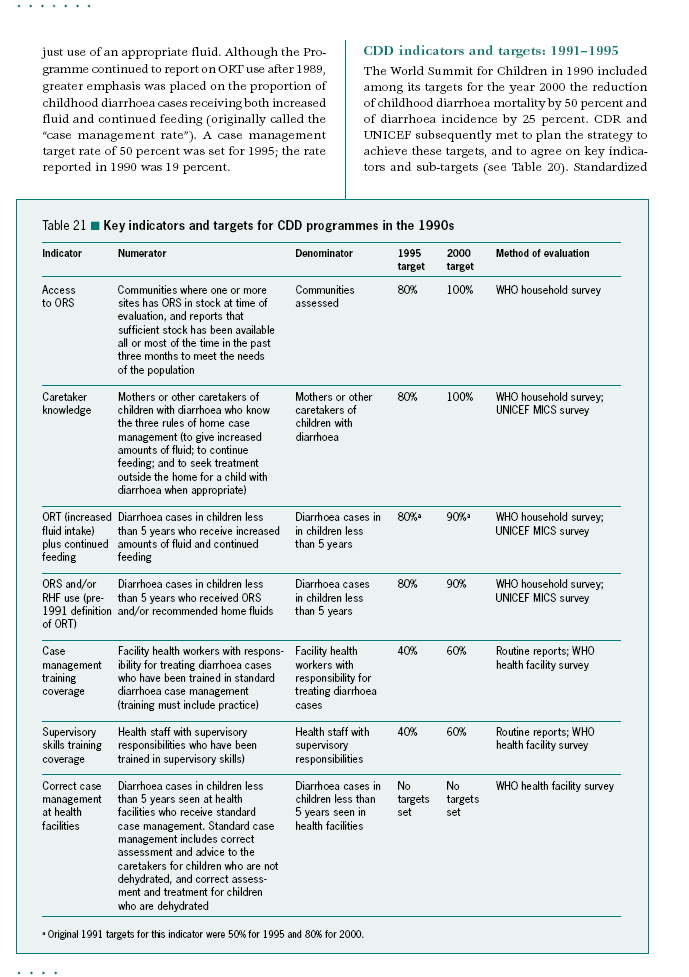 just use of an appropriate fluid. Although the Pro-
gramme continued to report on ORT use after 1989,
greater emphasis was placed on the proportion of
childhood diarrhoea cases receiving both increased
fluid and continued feeding (originally called the
“case management rate”). A case management
target rate of 50 percent was set for 1995; the rate
reported in 1990 was 19 percent.
CDD indicators and targets: 1991–1995
The World Summit for Children in 1990 included
among its targets for the year 2000 the reduction
of childhood diarrhoea mortality by 50 percent and
of diarrhoea incidence by 25 percent. CDR and
UNICEF subsequently met to plan the strategy to
achieve these targets, and to agree on key indica-
tors and sub-targets (see Table 20). Standardized
Table 21 ■ Key indicators and targets for CDD programmes in the 1990s
Indicator Numerator Denominator 1995 2000 Method of evaluation
target target
Access Communities where one or more Communities 80% 100% WHO household survey
to ORS sites has ORS in stock at time of assessed
evaluation, and reports that
sufficient stock has been available
all or most of the time in the past
three months to meet the needs
of the population
Caretaker Mothers or other caretakers of Mothers or other 80% 100% WHO household survey;
knowledge children with diarrhoea who know caretakers of UNICEF MICS survey
the three rules of home case children with
management (to give increased diarrhoea
amounts of fluid; to continue
feeding; and to seek treatment
outside the home for a child with
diarrhoea when appropriate)
ORT (increased Diarrhoea cases in children less Diarrhoea cases in 80%ᵃ 90%ᵃ WHO household survey;
fluid intake) than 5 years who receive increased in children less UNICEF MICS survey
plus continued amounts of fluid and continued than 5 years
feeding feeding
ORS and/or Diarrhoea cases in children less Diarrhoea cases 80% 90% WHO household survey;
RHF use (pre- than 5 years who received ORS in children less UNICEF MICS survey
1991 definition and/or recommended home fluids than 5 years
of ORT)
Case Facility health workers with respons- Facility health 40% 60% Routine reports; WHO
management ibility for treating diarrhoea cases workers with health facility survey
training who have been trained in standard responsibility for
coverage diarrhoea case management treating diarrhoea
(training must include practice) cases
Supervisory Health staff with supervisory Health staff with 40% 60% Routine reports; WHO
skills training responsibilities who have been supervisory health facility survey
coverage trained in supervisory skills) responsibilities
Correct case Diarrhoea cases in children less Diarrhoea cases in No No WHO health facility survey
management than 5 years seen at health children less than targets targets
at health facilities who receive standard 5 years seen in set set
facilities case management. Standard case health facilities
management includes correct
assessment and advice to the
caretakers for children who are not
dehydrated, and correct assess-
ment and treatment for children
who are dehydrated
ᵃ Original 1991 targets for this indicator were 50% for 1995 and 80% for 2000.